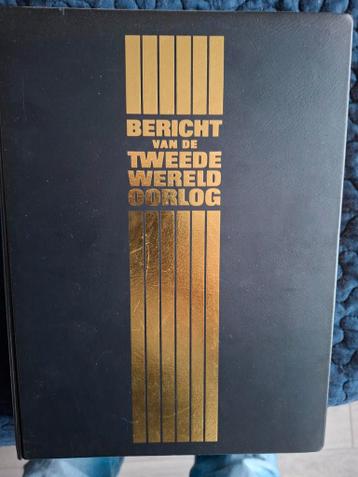 BERICHT
VAN DE
TWEEDE
WERELD
OORLOG